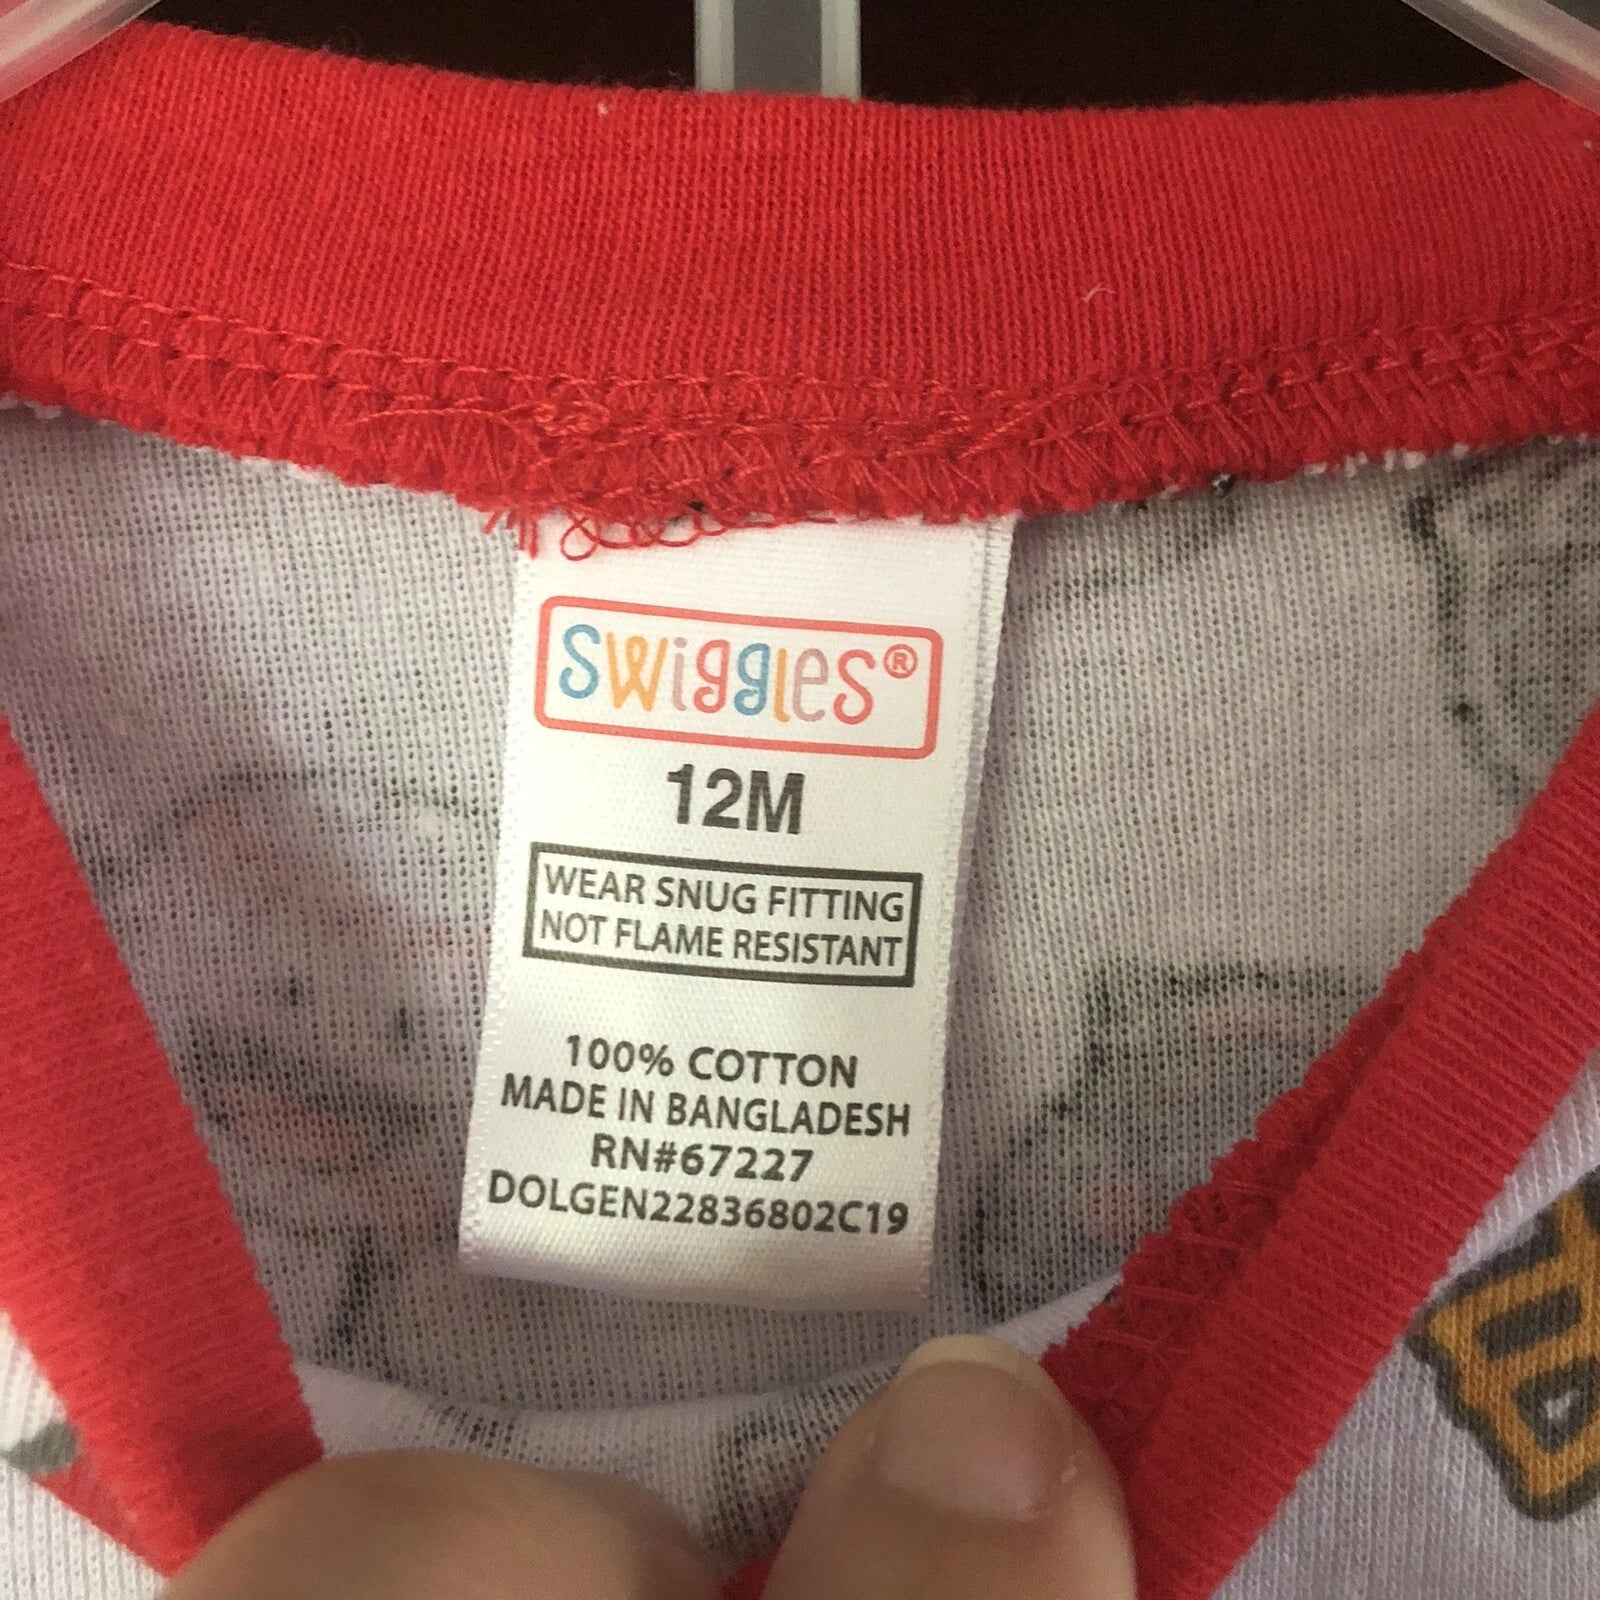 Swiggles®
12M
WEAR SNUG FITTING
NOT FLAME RESISTANT
100% COTTON
MADE IN BANGLADESH
RN#67227
DOLGEN22836802C19